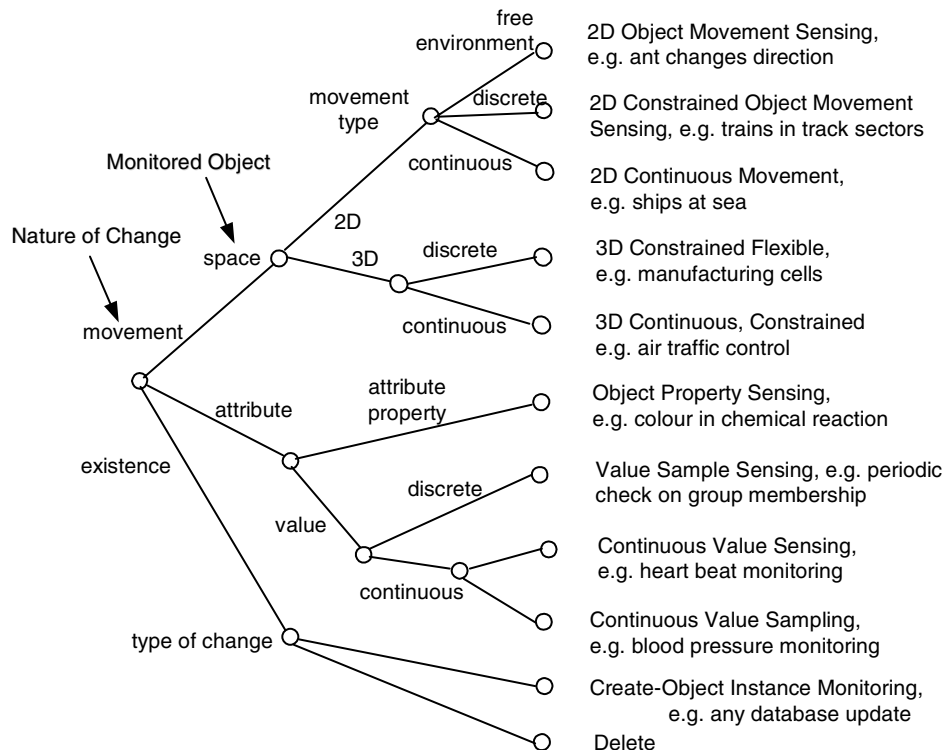 free
environment
2D Object Movement Sensing,
e.g. ant changes direction
movement
type
discrete
2D Constrained Object Movement
Sensing, e.g. trains in track sectors
Monitored Object
continuous
2D Continuous Movement,
e.g. ships at sea
Nature of Change
2D
space
3D
discrete
3D Constrained Flexible,
e.g. manufacturing cells
movement
continuous
3D Continuous, Constrained
e.g. air traffic control
attribute
attribute
property
Object Property Sensing,
e.g. colour in chemical reaction
existence
discrete
Value Sample Sensing, e.g. periodic
check on group membership
value
continuous
Continuous Value Sensing,
e.g. heart beat monitoring
type of change
Continuous Value Sampling,
e.g. blood pressure monitoring
Create-Object Instance Monitoring,
e.g. any database update
Delete